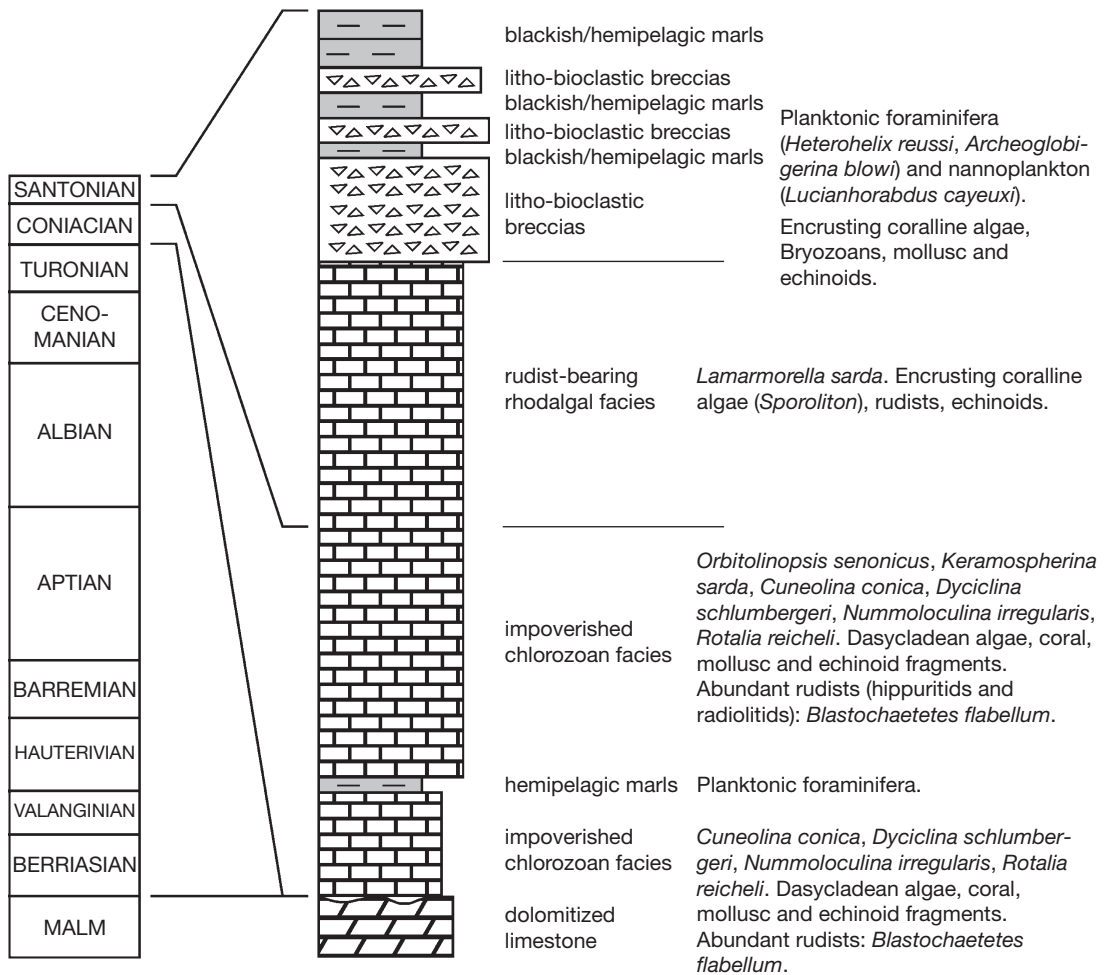 SANTONIAN
CONIACIAN
TURONIAN
CENO-
MANIAN
ALBIAN
APTIAN
BARREMIAN
HAUTERIVIAN
VALANGINIAN
BERRIASIAN
MALM
blackish/hemipelagic marls
litho-bioclastic breccias
blackish/hemipelagic marls
litho-bioclastic breccias
blackish/hemipelagic marls
litho-bioclastic
breccias
Planktonic foraminifera
(Heterohelix reussi, Archeoglobi-
gerina blowi) and nannoplankton
(Lucianhorabdus cayeuxi).
Encrusting coralline algae,
Bryozoans, mollusc and
echinoids.
rudist-bearing
rhodalgal facies
Lamarmorella sarda. Encrusting coralline
algae (Sporoliton), rudists, echinoids.
impoverished
chlorozoan facies
Orbitolinopsis senonicus, Keramospherina
sarda, Cuneolina conica, Dyciclina
schlumbergeri, Nummoloculina irregularis,
Rotalia reicheli. Dasycladean algae, coral,
mollusc and echinoid fragments.
Abundant rudists (hippuritids and
radiolitids): Blastochaetetes flabellum.
hemipelagic marls
Planktonic foraminifera.
impoverished
chlorozoan facies
dolomitized
limestone
Cuneolina conica, Dyciclina schlumber-
geri, Nummoloculina irregularis, Rotalia
reicheli. Dasycladean algae, coral,
mollusc and echinoid fragments.
Abundant rudists: Blastochaetetes
flabellum.